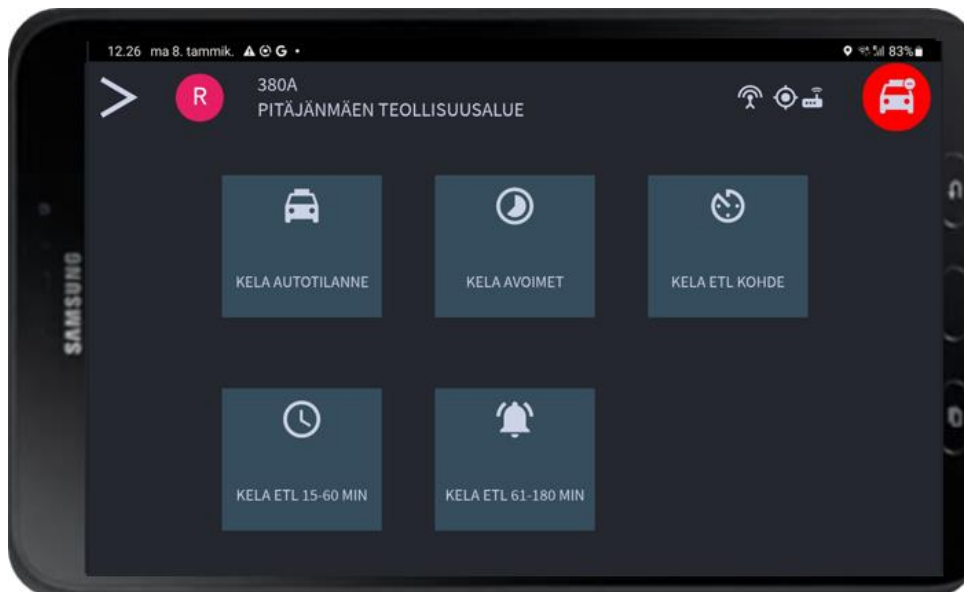 12.26 ma 8. tammik. G • 83%
R
380A
PITÄJÄNMÄEN TEOLLISUUSALUE
KELA AUTOTILANNE
KELA AVOIMET
KELA ETL KOHDE
KELA ETL 15-60 MIN
KELA ETL 61-180 MIN
SAMSUNG